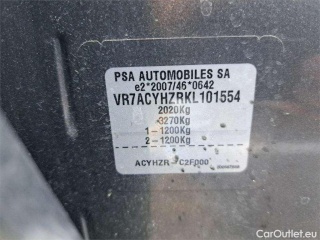 PSA AUTOMOBILES SA
e2*2007/46*0642
VR7ACYHZRKL101554
2020Kg
3270Kg
1-1200Kg
2-1200Kg
ACYHZR C2F000
CarOutlet.eu